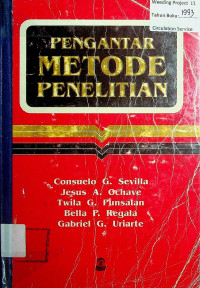 Weeding Project 11
Tahun Buku: 1993
Circulation Service
PENGANTAR
METODE
PENELITIAN
Consuelo G. Sevilla
Jesus A. Ochave
Twila G. Punsalan
Bella P. Regala
Gabriel G. Uriarte